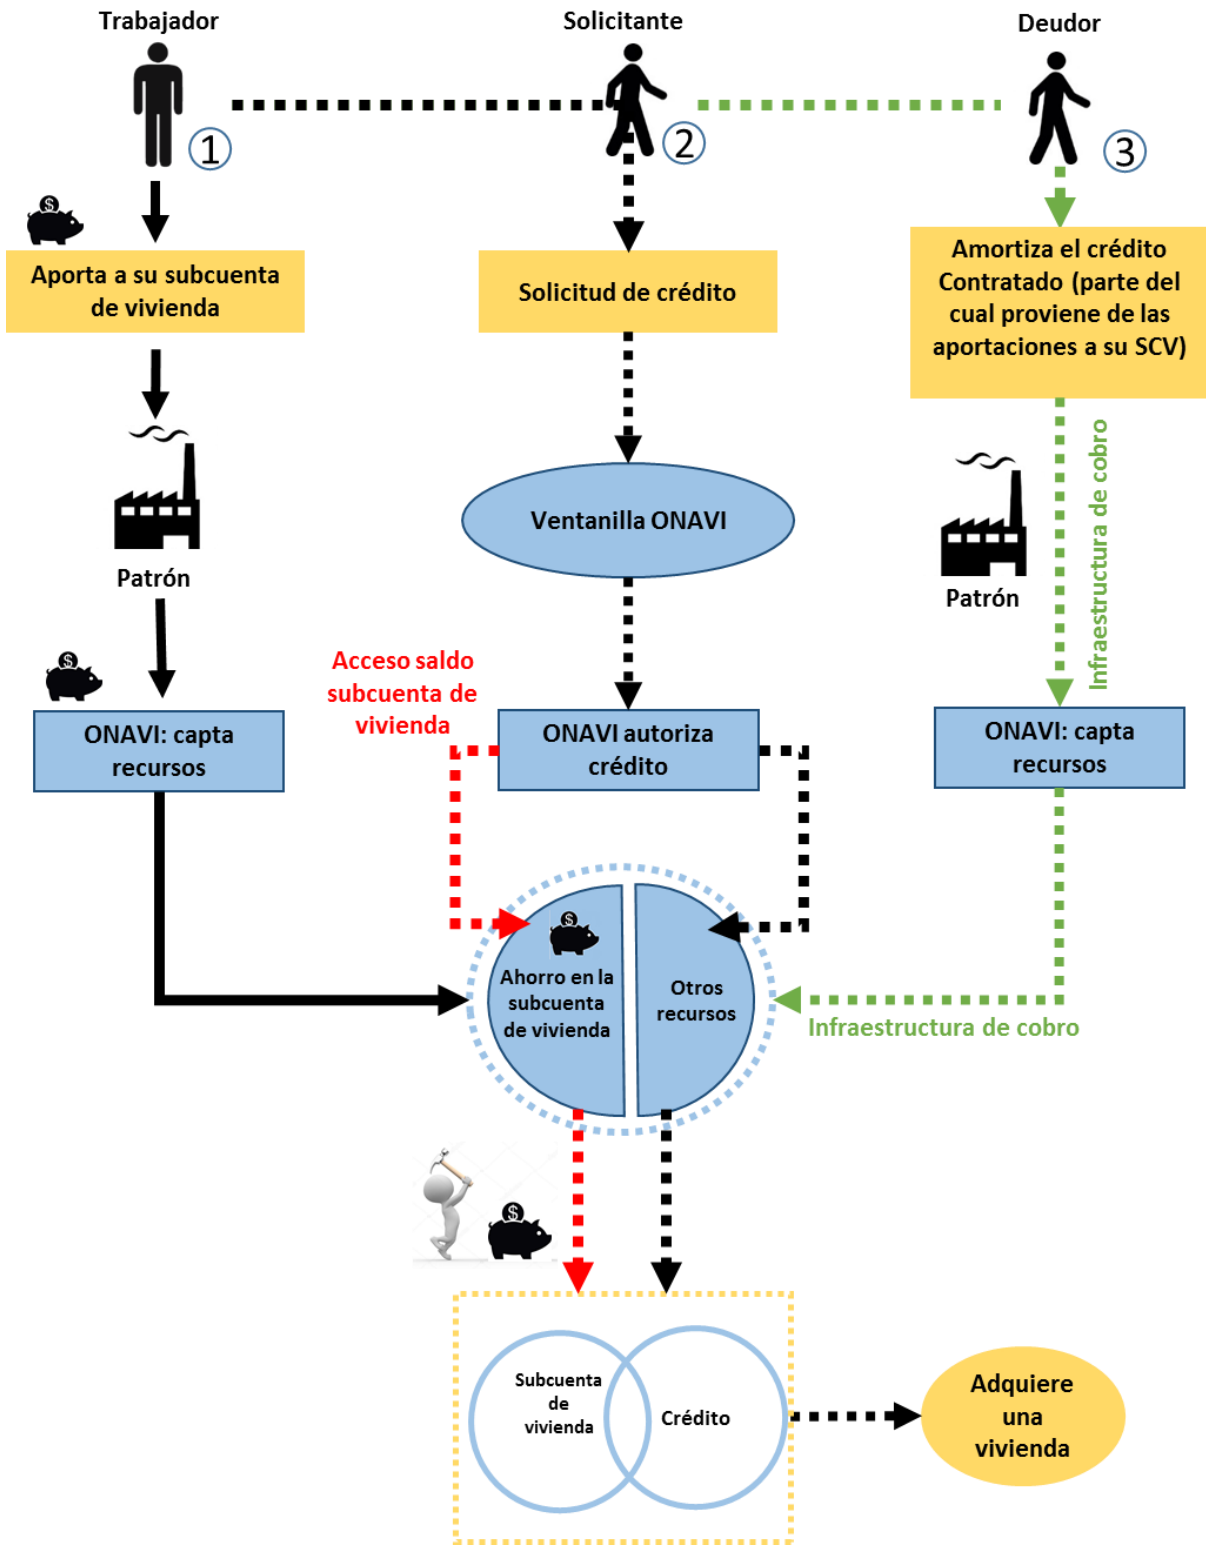 Trabajador
Solicitante
Deudor
1
2
3
$
Aporta a su subcuenta
de vivienda
Solicitud de crédito
Amortiza el crédito
Contratado (parte del
cual proviene de las
aportaciones a su SCV)
Patrón
Ventanilla ONAVI
Infraestructura de cobro
Patrón
$
Acceso saldo
subcuenta de
vivienda
ONAVI: capta
recursos
ONAVI autoriza
crédito
ONAVI: capta
recursos
$
Ahorro en la
subcuenta
de vivienda
Otros
recursos
Infraestructura de cobro
$
Subcuenta
de
vivienda
Crédito
Adquiere
una
vivienda